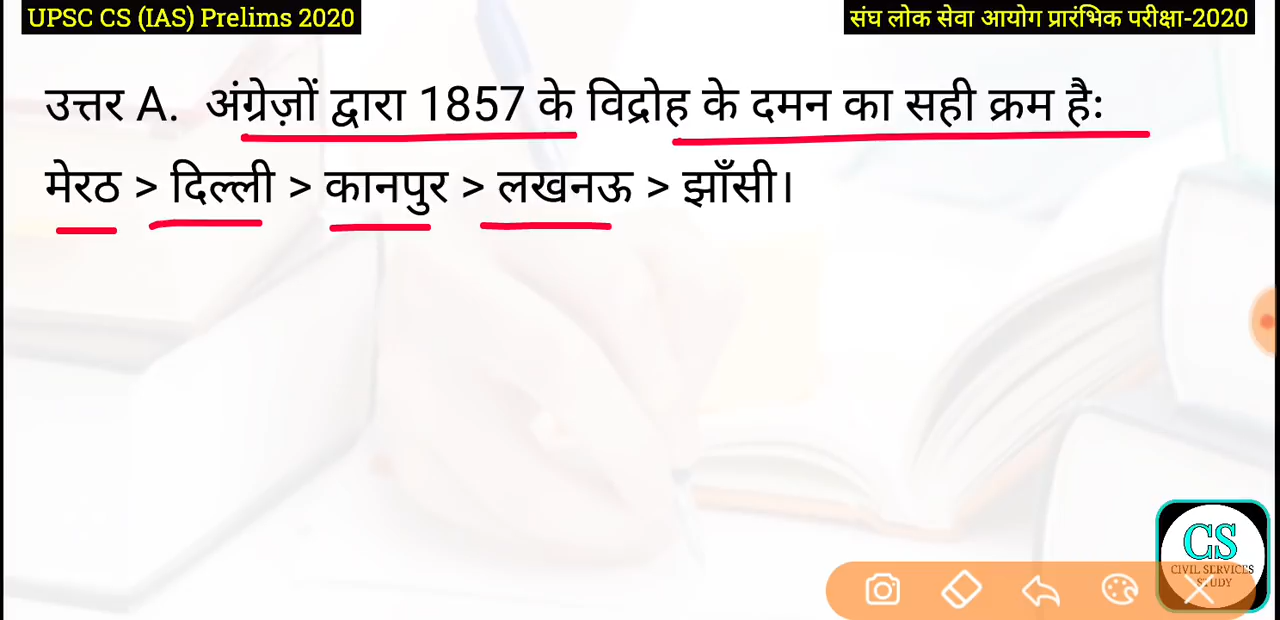 UPSC CS (IAS) Prelims 2020
संघ लोक सेवा आयोग प्रारंभिक परीक्षा-2020
उत्तर A. अंग्रेज़ों द्वारा 1857 के विद्रोह के दमन का सही क्रम है:
मेरठ > दिल्ली > कानपुर > लखनऊ > झाँसी।
CS
CIVIL SERVICES
STUDY